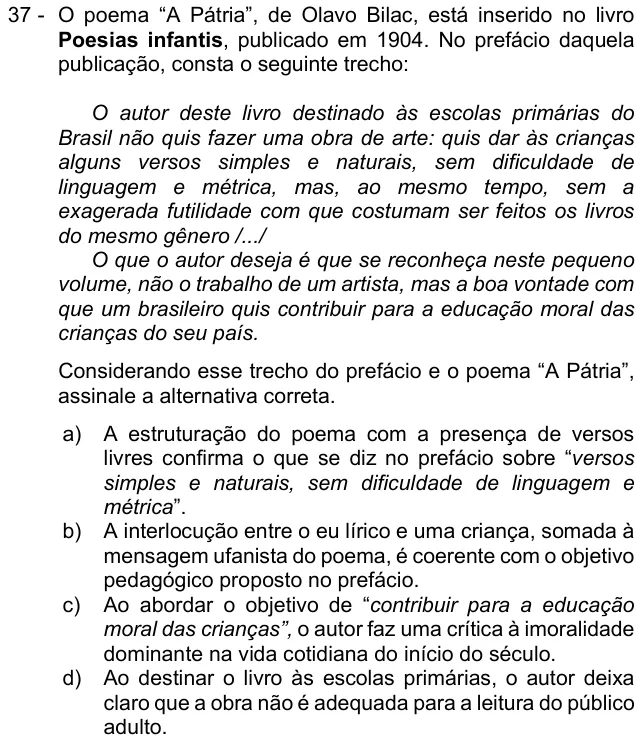 37 - O poema “A Pátria”, de Olavo Bilac, está inserido no livro
Poesias infantis, publicado em 1904. No prefácio daquela
publicação, consta o seguinte trecho:
O autor deste livro destinado às escolas primárias do
Brasil não quis fazer uma obra de arte: quis dar às crianças
alguns versos simples e naturais, sem dificuldade de
linguagem e métrica, mas, ao mesmo tempo, sem a
exagerada futilidade com que costumam ser feitos os livros
do mesmo gênero /.../
O que o autor deseja é que se reconheça neste pequeno
volume, não o trabalho de um artista, mas a boa vontade com
que um brasileiro quis contribuir para a educação moral das
crianças do seu país.
Considerando esse trecho do prefácio e o poema “A Pátria”,
assinale a alternativa correta.
a) A estruturação do poema com a presença de versos
livres confirma o que se diz no prefácio sobre “versos
simples e naturais, sem dificuldade de linguagem e
métrica”.
b) A interlocução entre o eu lírico e uma criança, somada à
mensagem ufanista do poema, é coerente com o objetivo
pedagógico proposto no prefácio.
c) Ao abordar o objetivo de “contribuir para a educação
moral das crianças”, o autor faz uma crítica à imoralidade
dominante na vida cotidiana do início do século.
d) Ao destinar o livro às escolas primárias, o autor deixa
claro que a obra não é adequada para a leitura do público
adulto.